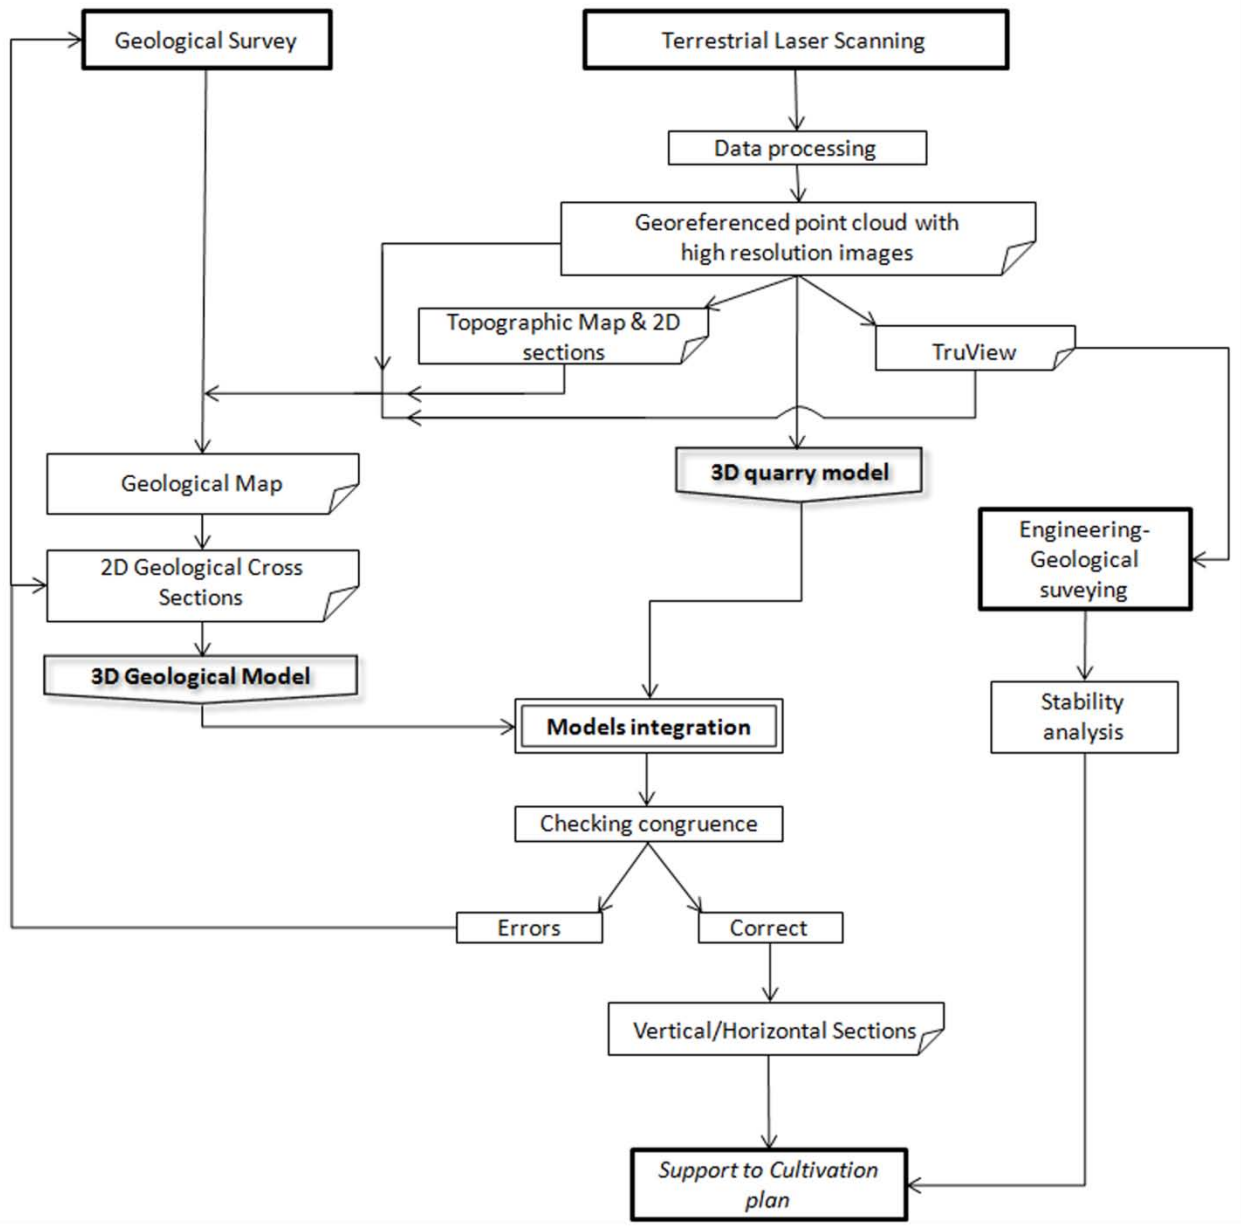 Geological Survey
Terrestrial Laser Scanning
Data processing
Georeferenced point cloud with
high resolution images
Topographic Map & 2D
sections
TruView
Geological Map
3D quarry model
Engineering-
Geological
suveying
2D Geological Cross
Sections
3D Geological Model
Models integration
Stability
analysis
Checking congruence
Errors
Correct
Vertical/Horizontal Sections
Support to Cultivation
plan